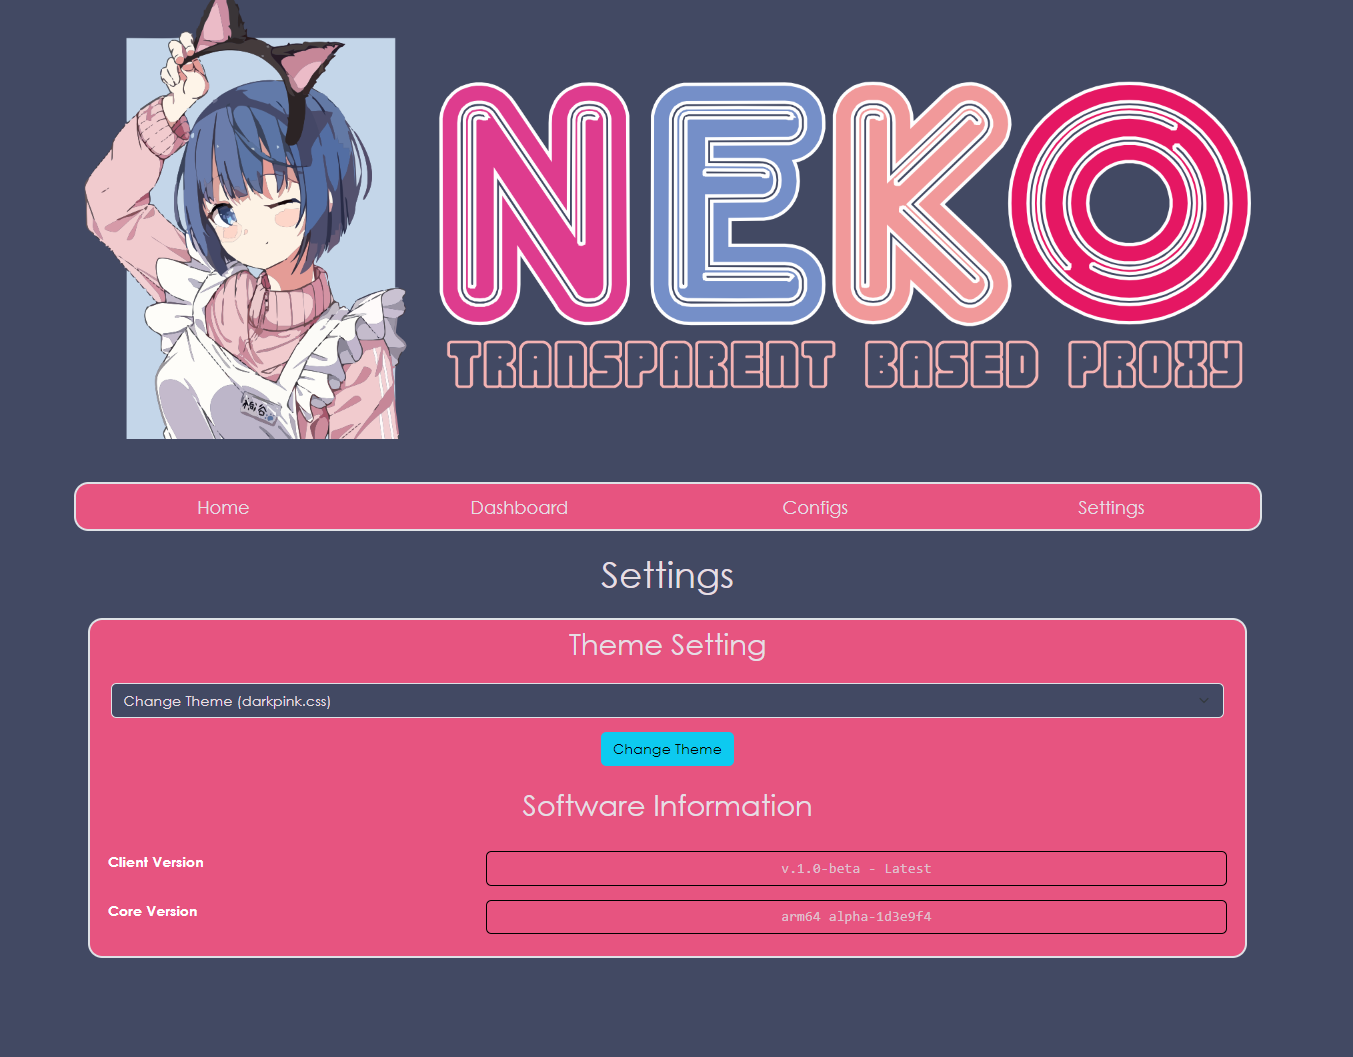 NEKO
TRANSPARENT BASED PROXY
Home
Dashboard
Configs
Settings
Settings
Theme Setting
Change Theme (darkpink.css)
Change Theme
Software Information
Client Version
v.1.0-beta - Latest
Core Version
arm64 alpha-1d3e9f4